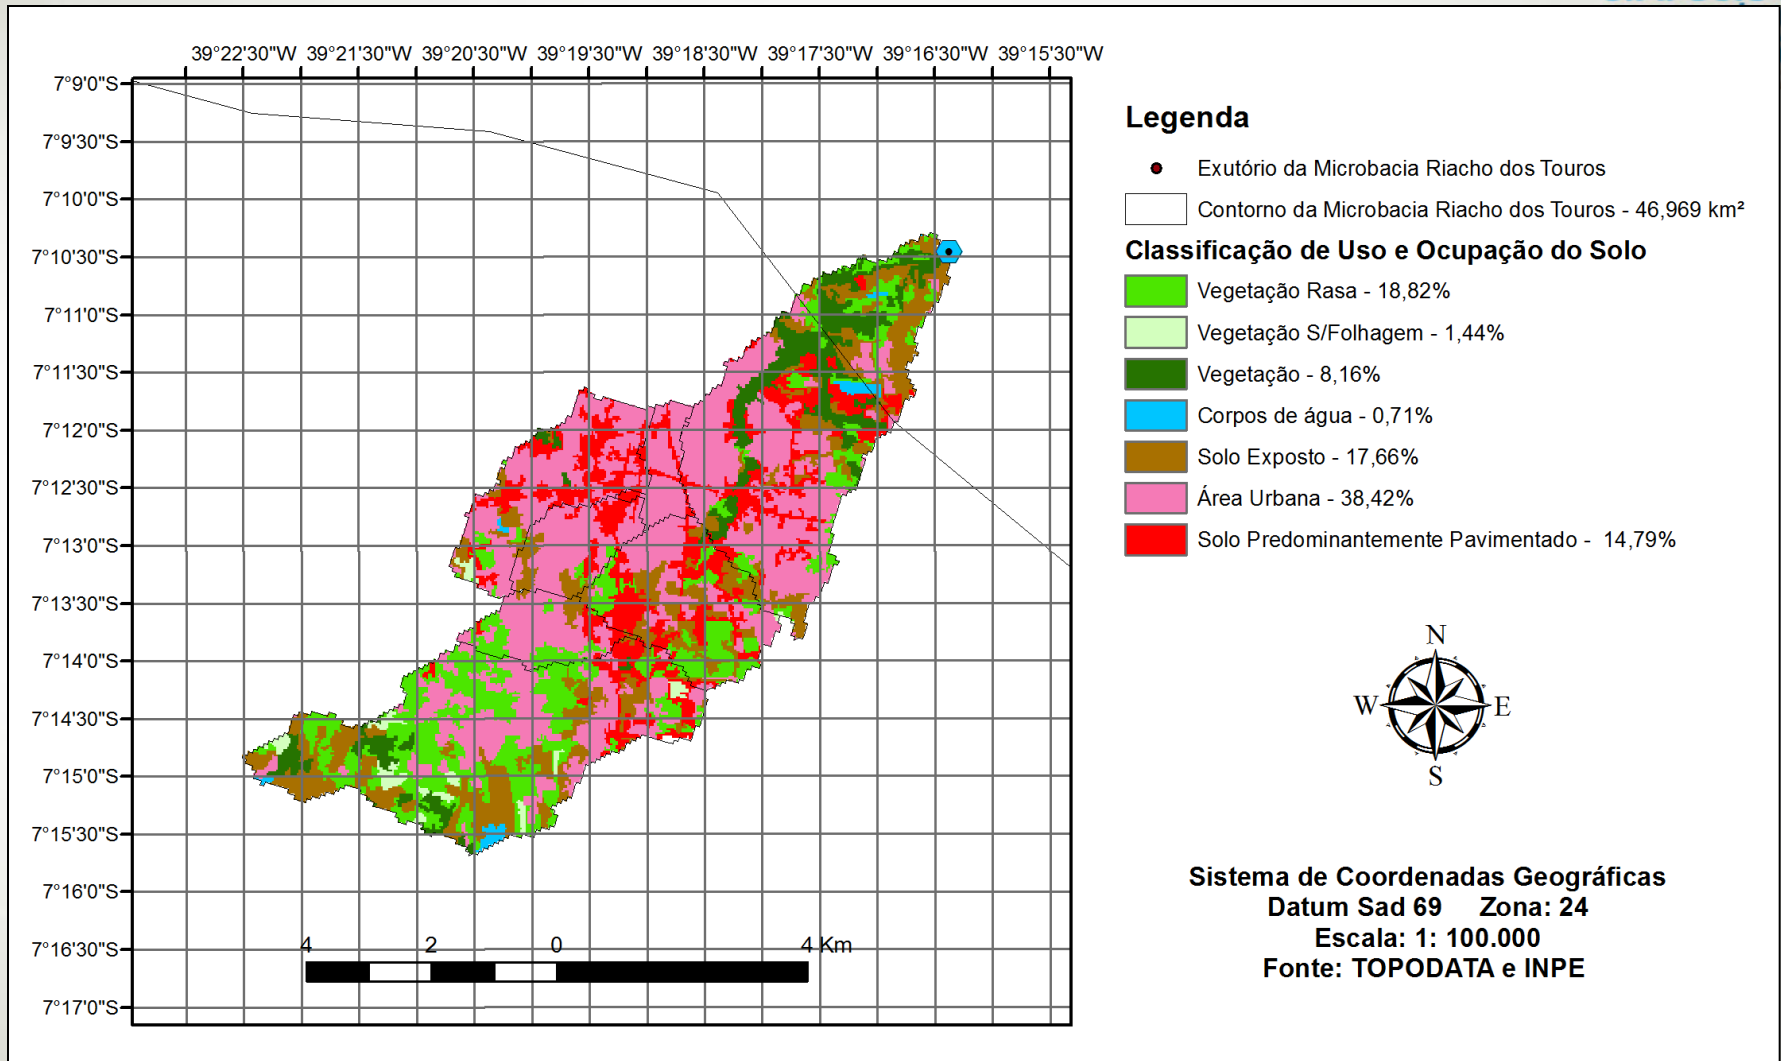 39°22'30"W 39°21'30"W 39°20'30"W 39°19'30"W 39°18'30"W 39°17'30"W 39°16'30"W 39°15'30"W
7°9'0"S
7°9'30"S
7°10'0"S
7°10'30"S
7°11'0"S
7°11'30"S
7°12'0"S
7°12'30"S
7°13'0"S
7°13'30"S
7°14'0"S
7°14'30"S
7°15'0"S
7°15'30"S
7°16'0"S
7°16'30"S
7°17'0"S
4 2 0 4 Km
Legenda
Exutório da Microbacia Riacho dos Touros
Contorno da Microbacia Riacho dos Touros - 46,969 km²
Classificação de Uso e Ocupação do Solo
Vegetação Rasa - 18,82%
Vegetação S/Folhagem - 1,44%
Vegetação - 8,16%
Corpos de água - 0,71%
Solo Exposto - 17,66%
Área Urbana - 38,42%
Solo Predominantemente Pavimentado - 14,79%
N
W E
S
Sistema de Coordenadas Geográficas
Datum Sad 69 Zona: 24
Escala: 1: 100.000
Fonte: TOPODATA e INPE